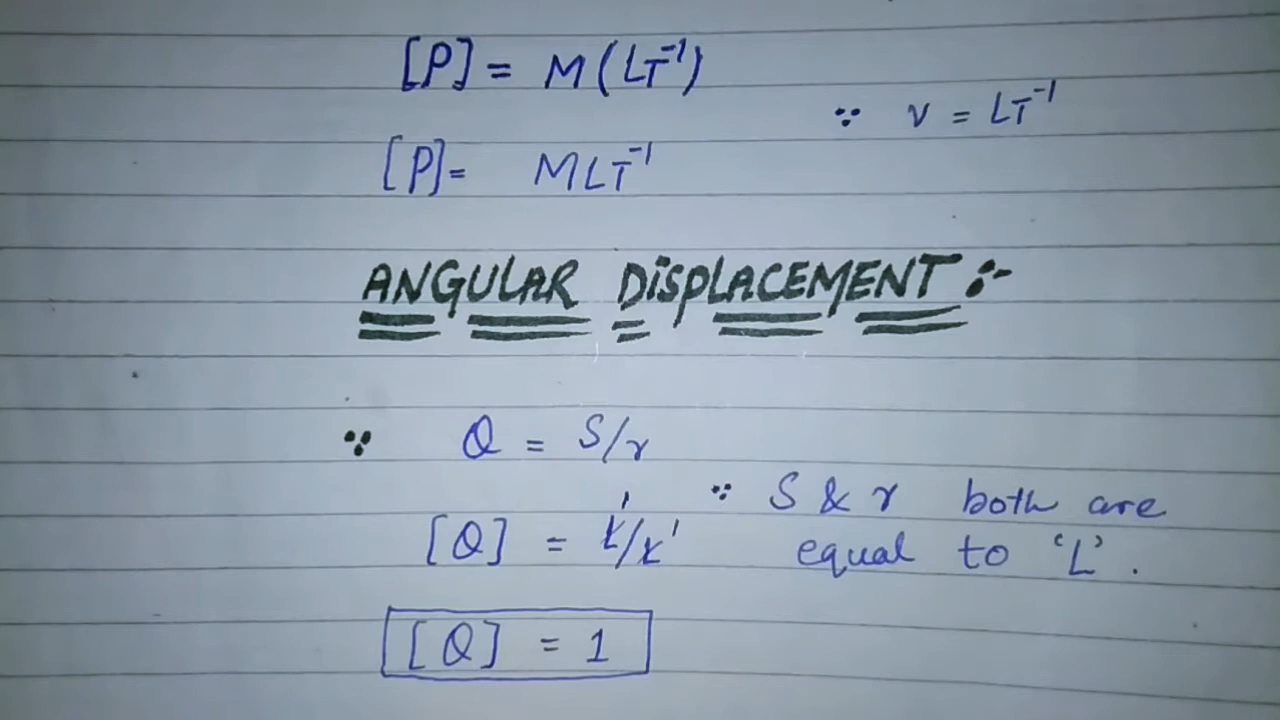 [P] = M(LT⁻¹)
∵ v = LT⁻¹
[P] = MLT⁻¹
ANGULAR DISPLACEMENT :-
∵ θ = S/r
[θ] = L/L ∵ S & r both are
equal to 'L'.
[θ] = 1